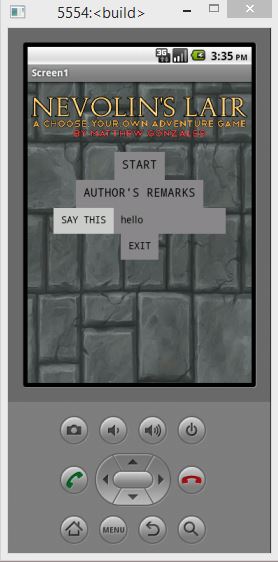 5554:<build>
3G
3:35 PM
Screen1
NEVOLIN'S LAIR
A CHOOSE YOUR OWN ADVENTURE GAME
BY MATTHEW GONZALES
START
AUTHOR'S REMARKS
SAY THIS hello
EXIT
MENU